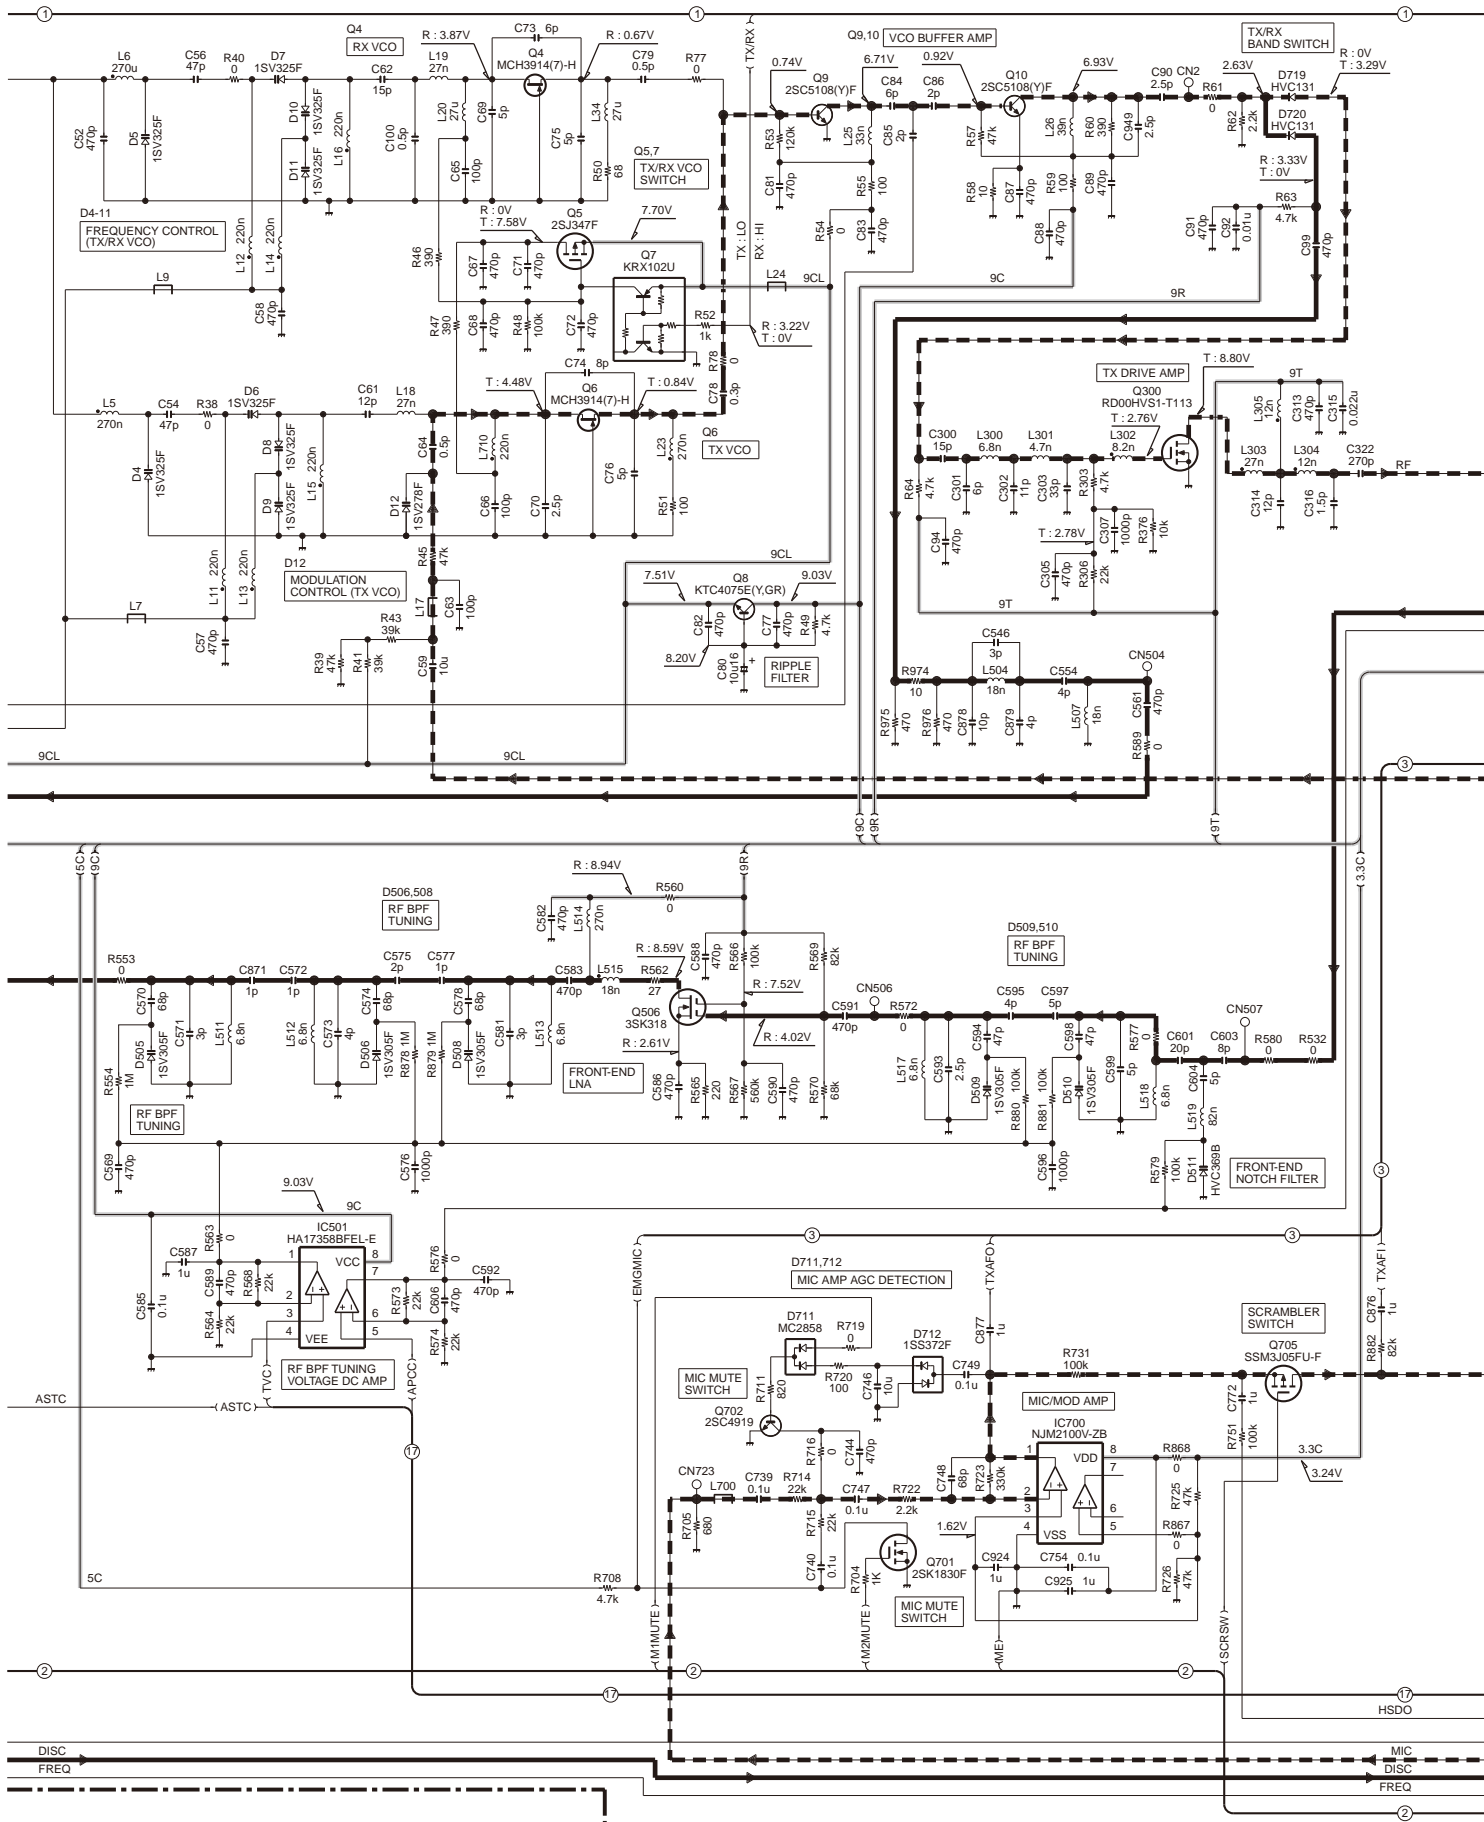 1 1 1
Q4
RX VCO
R : 3.87V
C73 6p
Q4
MCH3914(7)-H
R : 0.67V
C79
0.5p
R77
0
TX/RX
Q9,10
VCO BUFFER AMP
0.74V
Q9
2SC5108(Y)F
6.71V
C84
6p
C86
2p
0.92V
Q10
2SC5108(Y)F
6.93V
C90
2.5p
CN2
R61
0
TX/RX
BAND SWITCH
2.63V
D719
HVC131
R : 0V
T : 3.29V
D720
HVC131
R : 3.33V
T : 0V
L6
270u
C56
47p
R40
0
D7
1SV325F
C62
15p
L19
27n
C52
470p
D5
1SV325F
D10
1SV325F
D11
1SV325F
L16 220n
C100
0.5p
L20
27u
C65
100p
C69
5p
C75
5p
L34
27u
R50
68
Q5,7
TX/RX VCO
SWITCH
R53
120k
C81
470p
L25
33n
C85
2p
R55
100
R54
0
C83
470p
R57
47k
R58
10
C87
470p
L26
39n
R60
390
C949
2.5p
R59
100
C89
470p
C88
470p
R62
2.2k
C91
470p
C92
0.01u
R63
4.7k
C99
470p
D4-11
FREQUENCY CONTROL
(TX/RX VCO)
L12 220n
L14 220n
L9
C58
470p
R46
390
R47
390
R : 0V
T : 7.58V
Q5
2SJ347F
7.70V
Q7
KRX102U
C67
470p
C71
470p
C68
470p
R48
100k
C72
470p
R52
1k
L24
9CL
9C
9R
TX : LO
RX : HI
R : 3.22V
T : 0V
R78
0
C78
0.3p
C74 8p
T : 4.48V
Q6
MCH3914(7)-H
T : 0.84V
Q6
TX VCO
L5
270n
C54
47p
R38
0
D6
1SV325F
C61
12p
L18
27n
D4
1SV325F
D8
1SV325F
D9
1SV325F
L15 220n
C64
0.5p
D12
1SV278F
L710
220n
C66
100p
C70
2.5p
C76
5p
L23
270n
R51
100
L11 220n
L13 220n
L7
C57
470p
D12
MODULATION
CONTROL (TX VCO)
R45
47k
L17
C63
100p
R43
39k
R39
47k
R41
39k
C59
10u
9CL
7.51V
Q8
KTC4075E(Y,GR)
9.03V
C82
470p
C77
470p
R49
4.7k
8.20V
C80
10u16
+
RIPPLE
FILTER
9CL
9CL
TX DRIVE AMP
T : 8.80V
Q300
RD00HVS1-T113
T : 2.76V
9T
L305
12n
C313
470p
C315
0.022u
C300
15p
L300
6.8n
L301
4.7n
L302
8.2n
L303
27n
L304
12n
C322
270p
RF
R64
4.7k
C301
6p
C302
11p
C303
33p
R303
4.7k
C314
12p
C316
1.5p
C94
470p
T : 2.78V
C307
1000p
R376
10k
C305
470p
R306
22k
9T
C546
3p
R974
10
L504
18n
C554
4p
CN504
R975
470
R976
470
C878
10p
C879
4p
L507
18n
C561
470p
R589
0
3
5C
9C
9R
9C
9R
9T
3.3C
R : 8.94V
R560
0
D506,508
RF BPF
TUNING
C582
470p
L514
270n
R : 8.59V
C588
470p
R566
100k
R569
82k
D509,510
RF BPF
TUNING
R553
0
C871
1p
C572
1p
C575
2p
C577
1p
C583
470p
L515
18n
R562
27
R : 7.52V
Q506
3SK318
R : 4.02V
C591
470p
CN506
R572
0
C595
4p
C597
5p
CN507
C570
68p
C571
3p
L511
6.8n
L512
6.8n
C573
4p
C574
68p
C578
68p
C581
3p
L513
6.8n
D505
1SV305F
D506
1SV305F
R878 1M
R879 1M
D508
1SV305F
R554
1M
RF BPF
TUNING
R : 2.61V
FRONT-END
LNA
C586
470p
R565
220
R567
560k
C590
470p
R570
68k
L517
6.8n
C593
2.5p
C594
47p
D509
1SV305F
R880 100k
R881 100k
C598
47p
D510
1SV305F
C599
5p
R577
0
C601
20p
C603
8p
R580
0
R532
0
L518
6.8n
C604
5p
L519
82n
C569
470p
C576
1000p
C596
1000p
R579
100k
D511
HVC369B
FRONT-END
NOTCH FILTER
3
9.03V
9C
IC501
HA17358BFEL-E
R563
0
C587
1u
C589
470p
R568
22k
R564
22k
C585
0.1u
1
2
3
4
VCC
VEE
8
7
6
5
R576
0
R573
22k
C606
470p
C592
470p
R574
22k
RF BPF TUNING
VOLTAGE DC AMP
TVC
APCC
ASTC
ASTC
17
3 3
EMGMIC
TXAFO
TXAFI
D711,712
MIC AMP AGC DETECTION
D711
MC2858
R719
0
D712
1SS372F
C877
1u
MIC MUTE
SWITCH
R711
820
R720
100
C746
10u
C749
0.1u
R731
100k
SCRAMBLER
SWITCH
Q705
SSM3J05FU-F
C876
1u
R882
82k
Q702
2SC4919
R716
0
C744
470p
MIC/MOD AMP
IC700
NJM2100V-ZB
C772
1u
R751
100k
CN723
L700
C739
0.1u
R714
22k
C747
0.1u
R722
2.2k
C748
68p
R723
330k
1
2
3
4
VDD
VSS
8
7
6
5
R868
0
3.3C
3.24V
R725
47k
R867
0
R705
680
R715
22k
C740
0.1u
1.62V
Q701
2SK1830F
C924
1u
C754 0.1u
C925 1u
R726
47k
5C
R708
4.7k
R704
1K
MIC MUTE
SWITCH
M1MUTE
M2MUTE
ME
SCRSW
2 2 2
17 17
HSDO
DISC
FREQ
MIC
DISC
FREQ
2